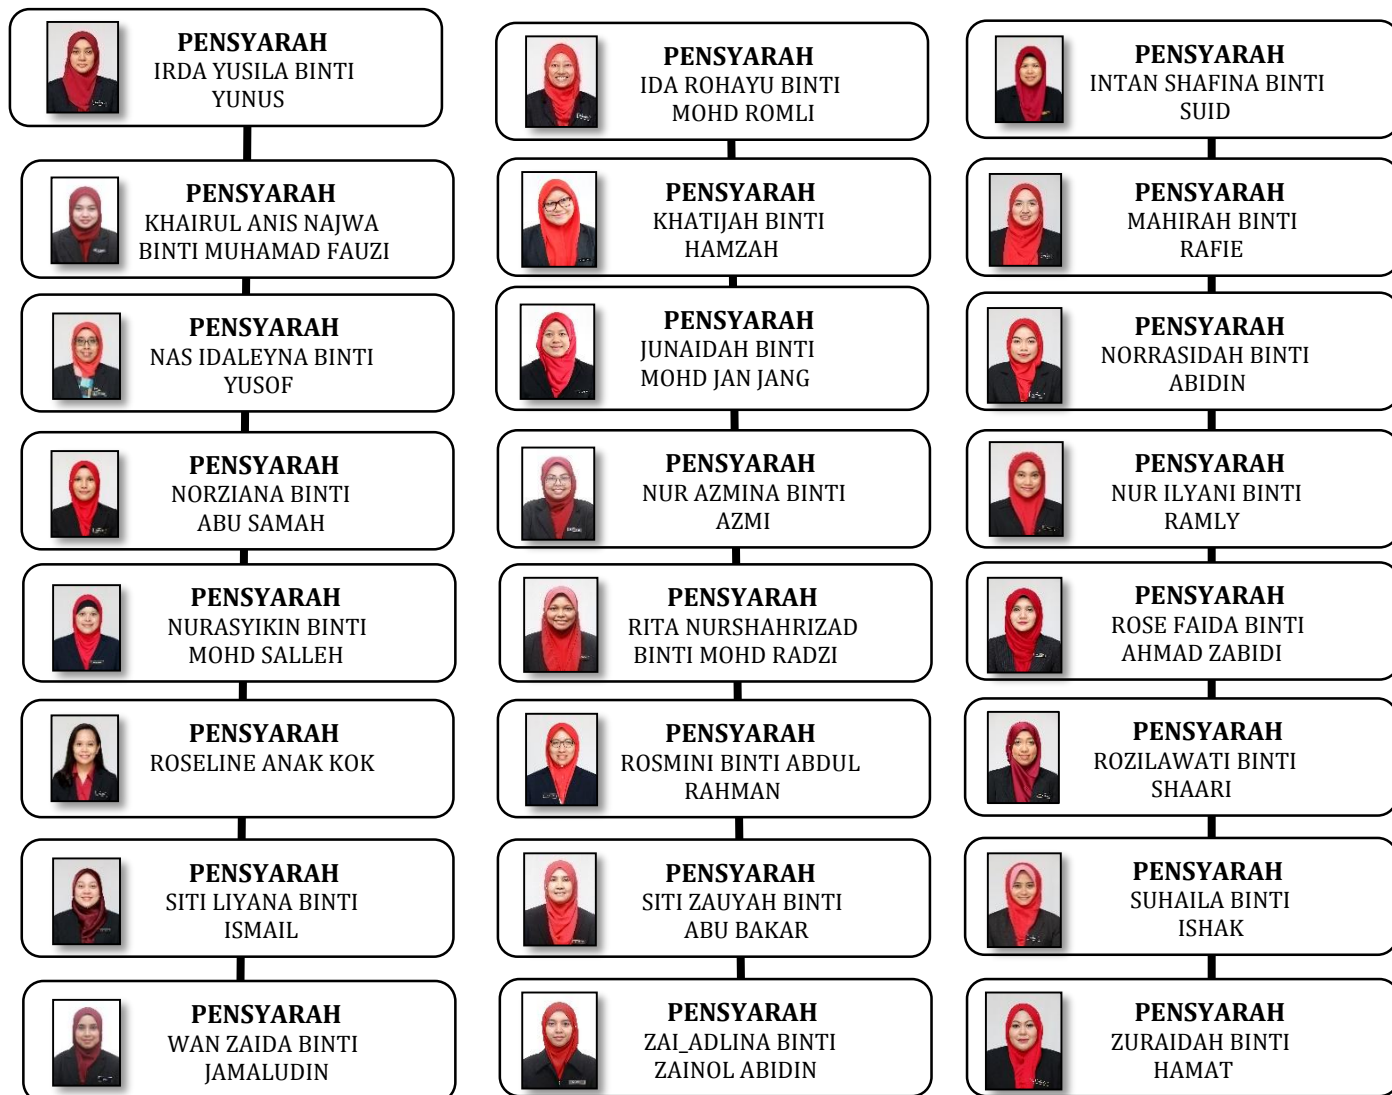 PENSYARAH
IRDA YUSILA BINTI
YUNUS
PENSYARAH
IDA ROHAYU BINTI
MOHD ROMLI
PENSYARAH
INTAN SHAFINA BINTI
SUID
PENSYARAH
KHAIRUL ANIS NAJWA
BINTI MUHAMAD FAUZI
PENSYARAH
KHATIJAH BINTI
HAMZAH
PENSYARAH
MAHIRAH BINTI
RAFIE
PENSYARAH
NAS IDALEYNA BINTI
YUSOF
PENSYARAH
JUNAIDAH BINTI
MOHD JAN JANG
PENSYARAH
NORRASIDAH BINTI
ABIDIN
PENSYARAH
NORZIANA BINTI
ABU SAMAH
PENSYARAH
NUR AZMINA BINTI
AZMI
PENSYARAH
NUR ILYANI BINTI
RAMLY
PENSYARAH
NURASYIKIN BINTI
MOHD SALLEH
PENSYARAH
RITA NURSHAHRIZAD
BINTI MOHD RADZI
PENSYARAH
ROSE FAIDA BINTI
AHMAD ZABIDI
PENSYARAH
ROSELINE ANAK KOK
PENSYARAH
ROSMINI BINTI ABDUL
RAHMAN
PENSYARAH
ROZILAWATI BINTI
SHAARI
PENSYARAH
SITI LIYANA BINTI
ISMAIL
PENSYARAH
SITI ZAUYAH BINTI
ABU BAKAR
PENSYARAH
SUHAILA BINTI
ISHAK
PENSYARAH
WAN ZAIDA BINTI
JAMALUDIN
PENSYARAH
ZAI_ADLINA BINTI
ZAINOL ABIDIN
PENSYARAH
ZURAIDAH BINTI
HAMAT